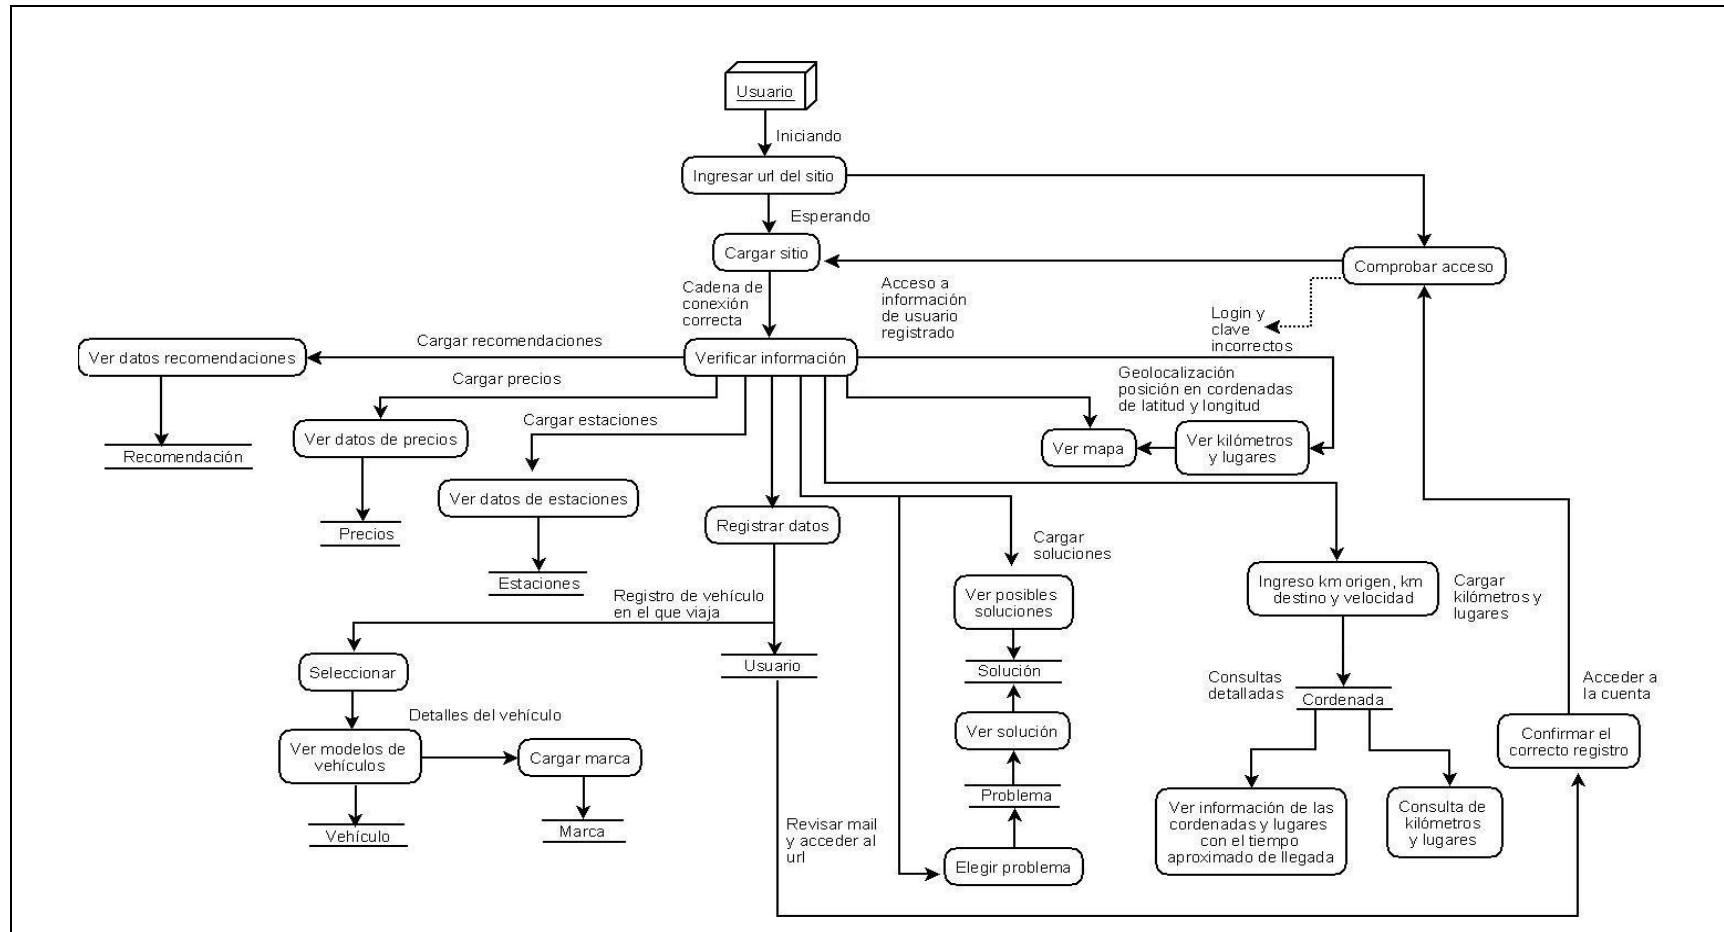 Usuario
Iniciando
Ingresar url del sitio
Esperando
Cargar sitio
Comprobar acceso
Cadena de
conexión
correcta
Acceso a
información
de usuario
registrado
Login y
clave
incorrectos
Cargar recomendaciones
Ver datos recomendaciones
Verificar información
Cargar precios
Geolocalización
posición en cordenadas
de latitud y longitud
Cargar estaciones
Ver datos de precios
Ver mapa
Ver kilómetros
y lugares
Recomendación
Ver datos de estaciones
Precios
Registrar datos
Cargar
soluciones
Estaciones
Ingreso km origen, km
destino y velocidad
Cargar
kilómetros y
lugares
Registro de vehículo
en el que viaja
Ver posibles
soluciones
Seleccionar
Usuario
Solución
Consultas
detalladas
Cordenada
Acceder a
la cuenta
Detalles del vehículo
Ver modelos de
vehículos
Cargar marca
Ver solución
Confirmar el
correcto registro
Problema
Vehículo
Marca
Revisar mail
y acceder al
url
Ver información de las
cordenadas y lugares
con el tiempo
aproximado de llegada
Consulta de
kilómetros
y lugares
Elegir problema